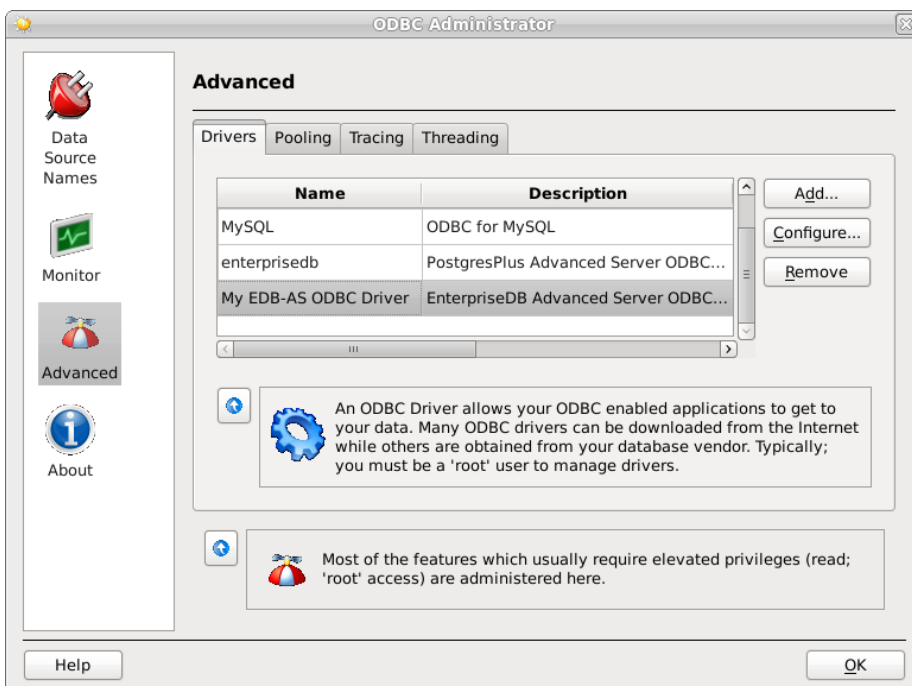 ODBC Administrator
Data
Source
Names
Monitor
Advanced
About
Advanced
Drivers Pooling Tracing Threading
Name Description
MySQL ODBC for MySQL
enterprisedb PostgresPlus Advanced Server ODBC...
My EDB-AS ODBC Driver EnterpriseDB Advanced Server ODBC...
Add...
Configure...
Remove
An ODBC Driver allows your ODBC enabled applications to get to
your data. Many ODBC drivers can be downloaded from the Internet
while others are obtained from your database vendor. Typically;
you must be a 'root' user to manage drivers.
Most of the features which usually require elevated privileges (read;
'root' access) are administered here.
Help OK